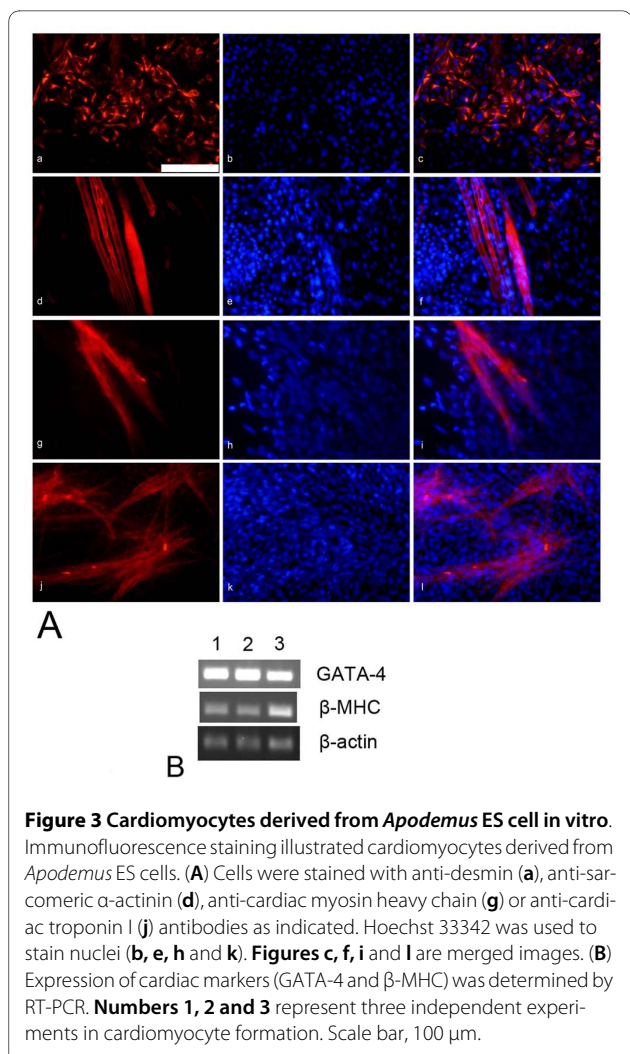 a b c
d e f
g h i
j k l
A
1 2 3
GATA-4
β-MHC
β-actin
B
Figure 3 Cardiomyocytes derived from Apodemus ES cell in vitro.
Immunofluorescence staining illustrated cardiomyocytes derived from
Apodemus ES cells. (A) Cells were stained with anti-desmin (a), anti-sar-
comeric α-actinin (d), anti-cardiac myosin heavy chain (g) or anti-cardi-
ac troponin I (j) antibodies as indicated. Hoechst 33342 was used to
stain nuclei (b, e, h and k). Figures c, f, i and l are merged images. (B)
Expression of cardiac markers (GATA-4 and β-MHC) was determined by
RT-PCR. Numbers 1, 2 and 3 represent three independent experi-
ments in cardiomyocyte formation. Scale bar, 100 μm.